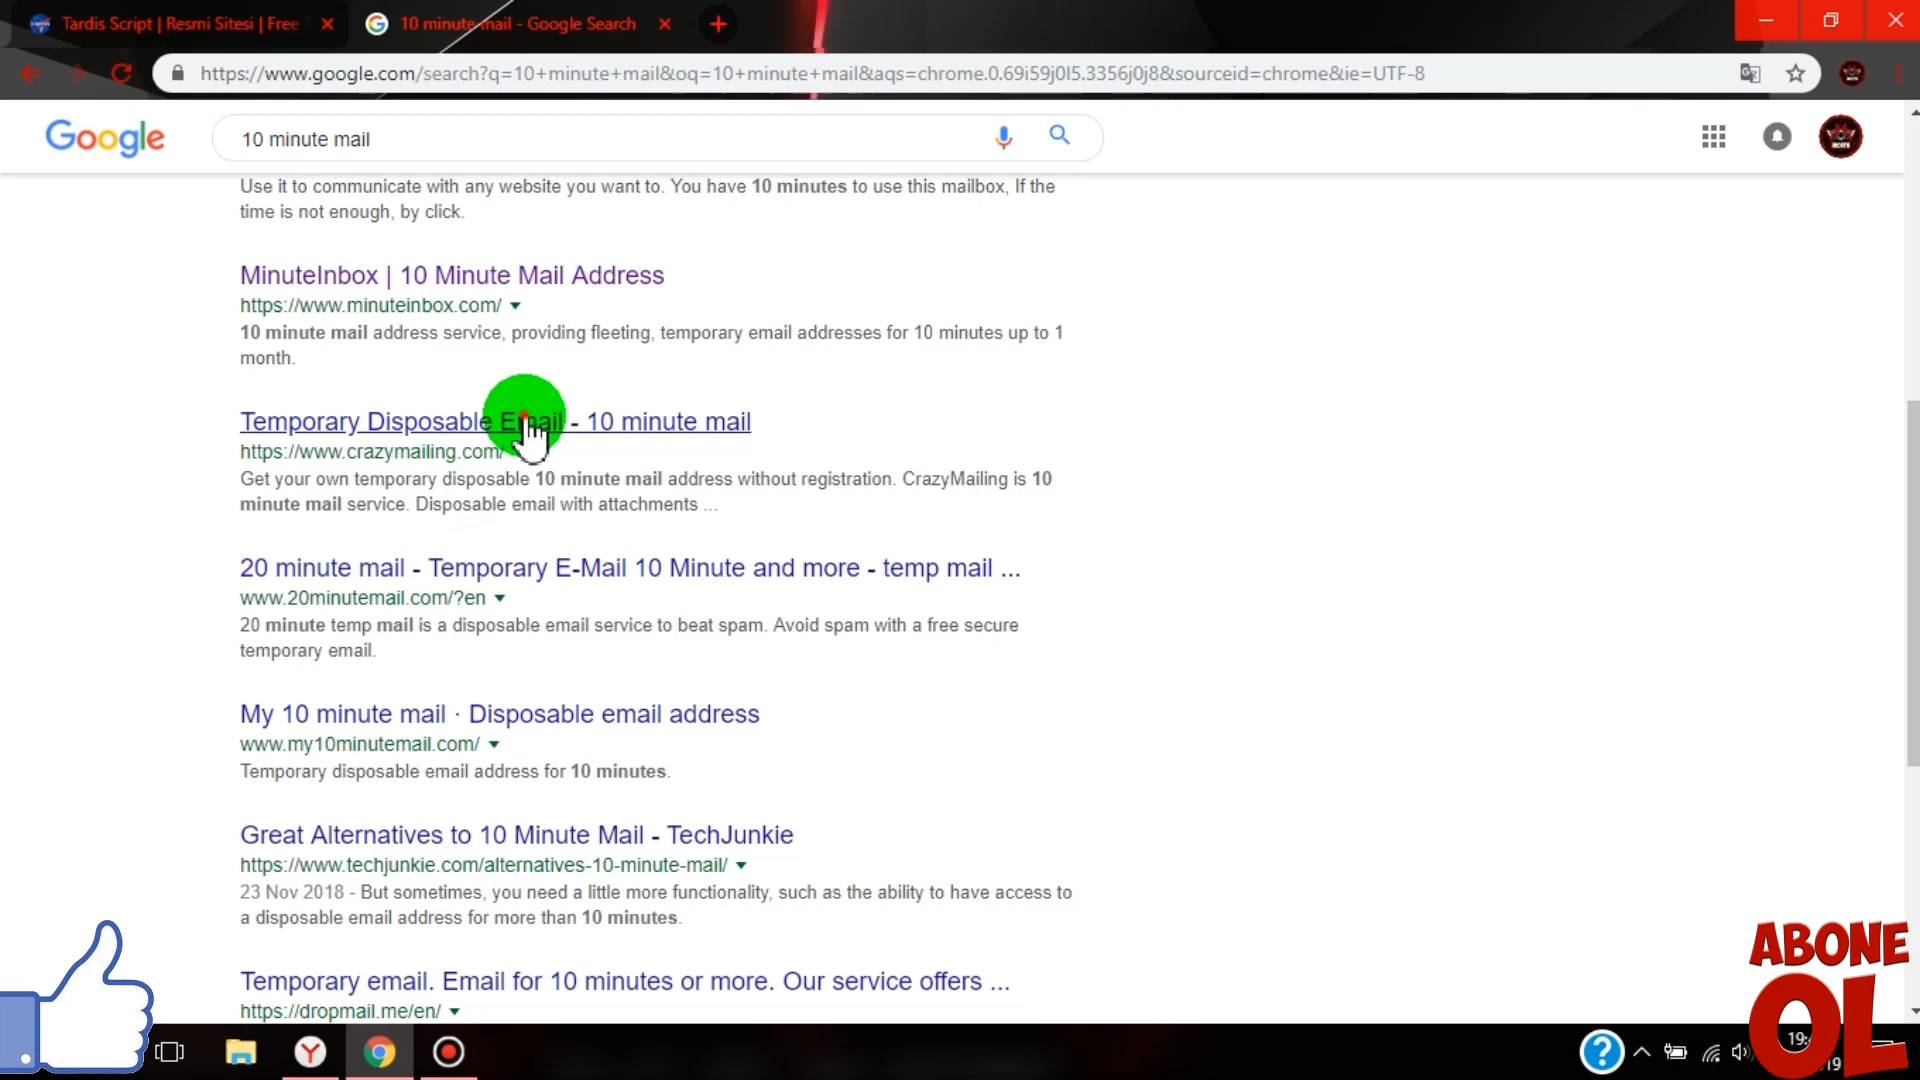 Tardis Script | Resmi Sitesi | Free
10 minute mail - Google Search
https://www.google.com/search?q=10+minute+mail&oq=10+minute+mail&aqs=chrome.0.69i59j0l5.3356j0j8&sourceid=chrome&ie=UTF-8
Google
10 minute mail
Use it to communicate with any website you want to. You have 10 minutes to use this mailbox, If the
time is not enough, by click.
MinuteInbox | 10 Minute Mail Address
https://www.minuteinbox.com/
10 minute mail address service, providing fleeting, temporary email addresses for 10 minutes up to 1
month.
Temporary Disposable Email - 10 minute mail
https://www.crazymailing.com/
Get your own temporary disposable 10 minute mail address without registration. CrazyMailing is 10
minute mail service. Disposable email with attachments ...
20 minute mail - Temporary E-Mail 10 Minute and more - temp mail ...
www.20minutemail.com/?en
20 minute temp mail is a disposable email service to beat spam. Avoid spam with a free secure
temporary email.
My 10 minute mail · Disposable email address
www.my10minutemail.com/
Temporary disposable email address for 10 minutes.
Great Alternatives to 10 Minute Mail - TechJunkie
https://www.techjunkie.com/alternatives-10-minute-mail/
23 Nov 2018 - But sometimes, you need a little more functionality, such as the ability to have access to
a disposable email address for more than 10 minutes.
Temporary email. Email for 10 minutes or more. Our service offers ...
https://dropmail.me/en/
ABONE
OL